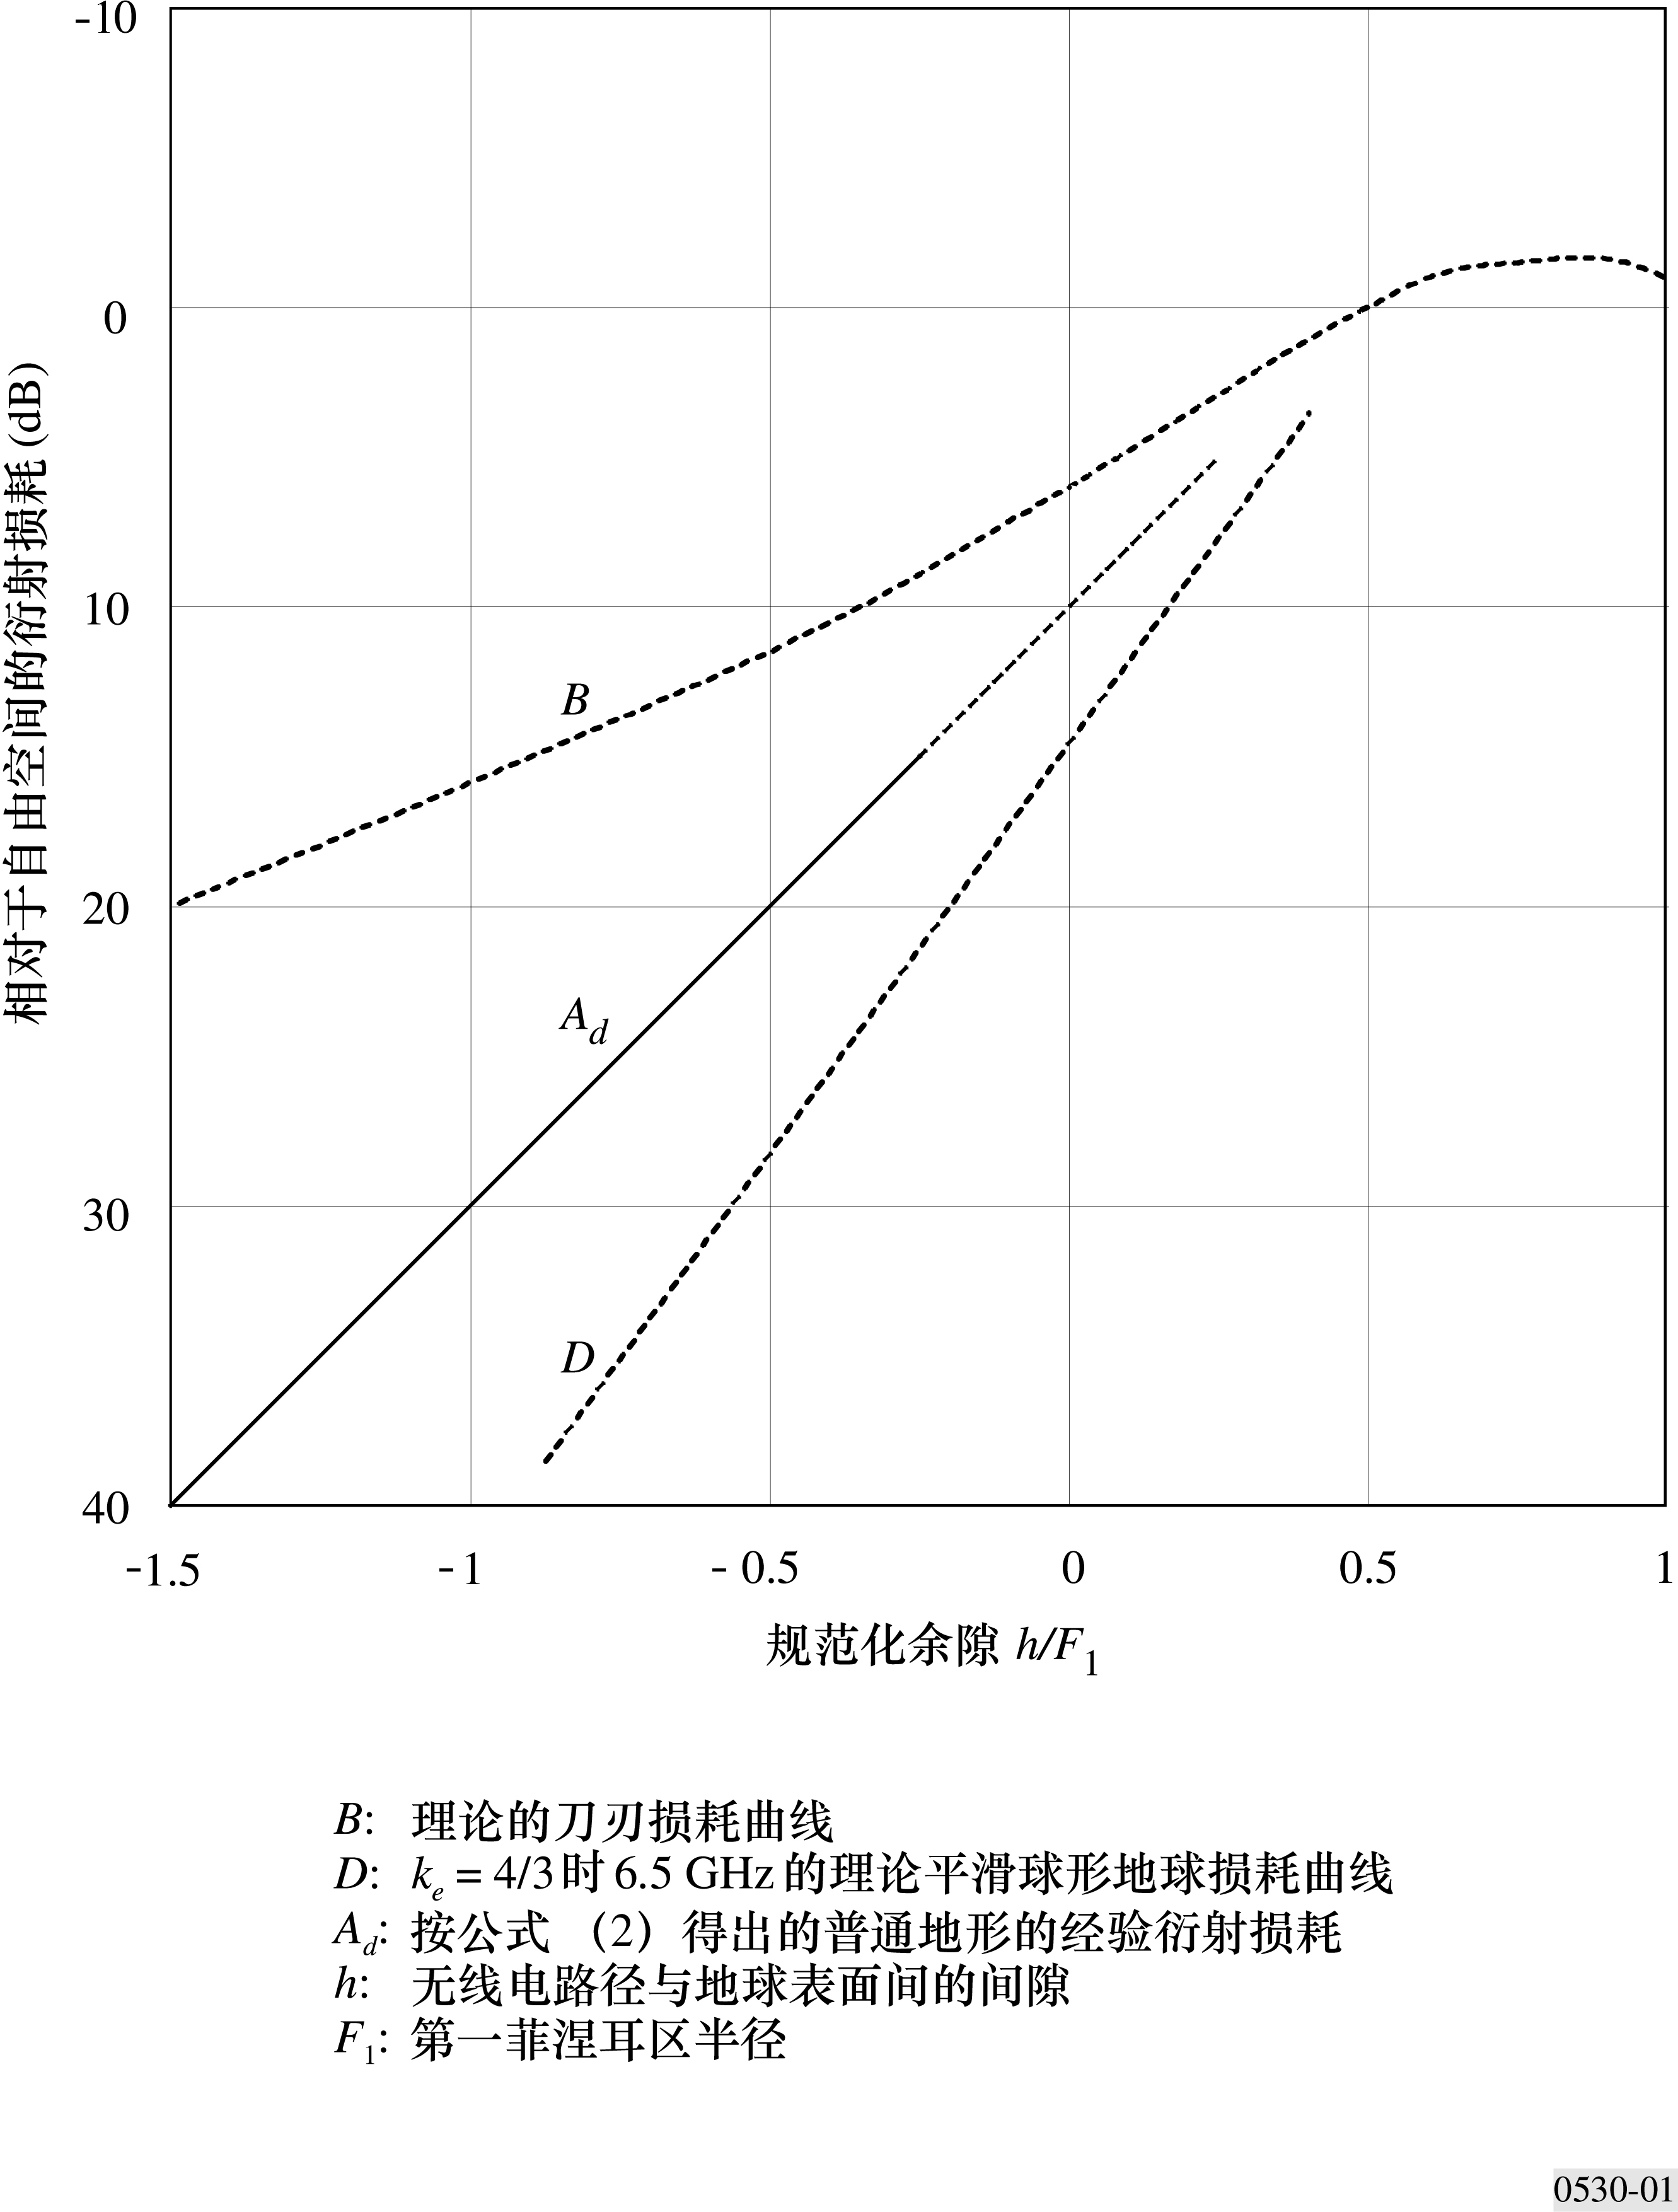 -10
0
10
20
30
40
相对于自由空间的衍射损耗 (dB)
B
A_d
D
-1.5
- 1
- 0.5
0
0.5
1
规范化余隙 h/F_1
B: 理论的刀刃损耗曲线
D: k_e = 4/3 时 6.5 GHz 的理论平滑球形地球损耗曲线
A_d: 按公式 （2）得出的普通地形的经验衍射损耗
h: 无线电路径与地球表面间的间隙
F_1: 第一菲涅耳区半径
0530-01